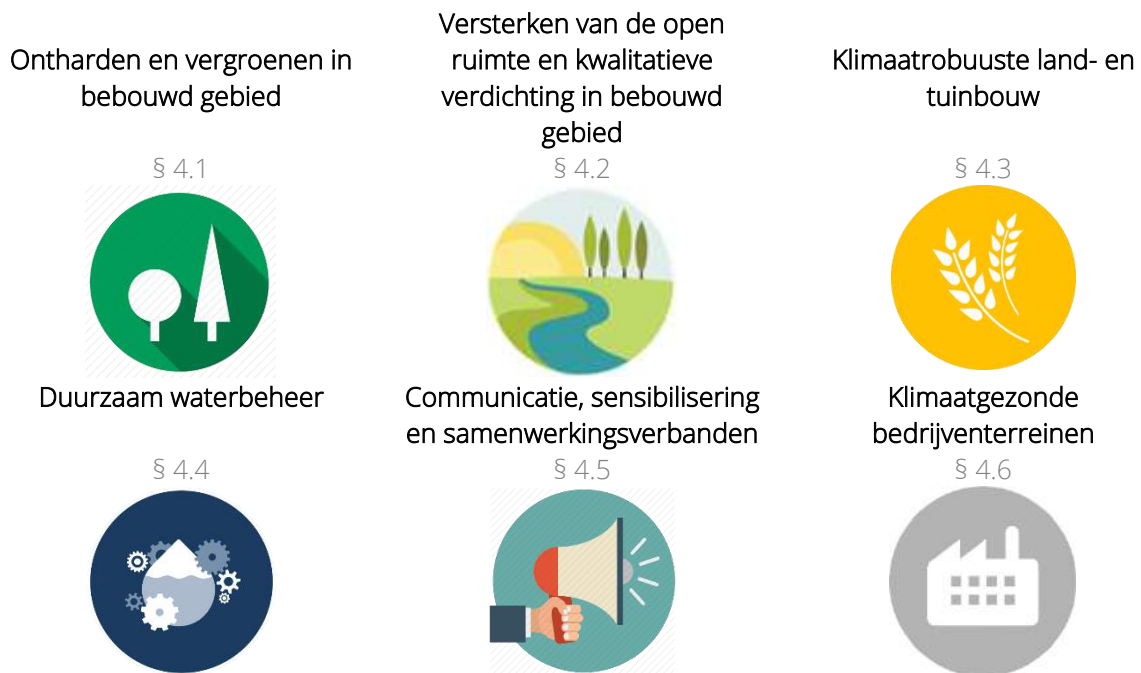 Ontharden en vergroenen in
bebouwd gebied
§ 4.1
Versterken van de open
ruimte en kwalitatieve
verdichting in bebouwd
gebied
§ 4.2
Klimaatrobuuste land- en
tuinbouw
§ 4.3
Duurzaam waterbeheer
§ 4.4
Communicatie, sensibilisering
en samenwerkingsverbanden
§ 4.5
Klimaatgezonde
bedrijventerreinen
§ 4.6